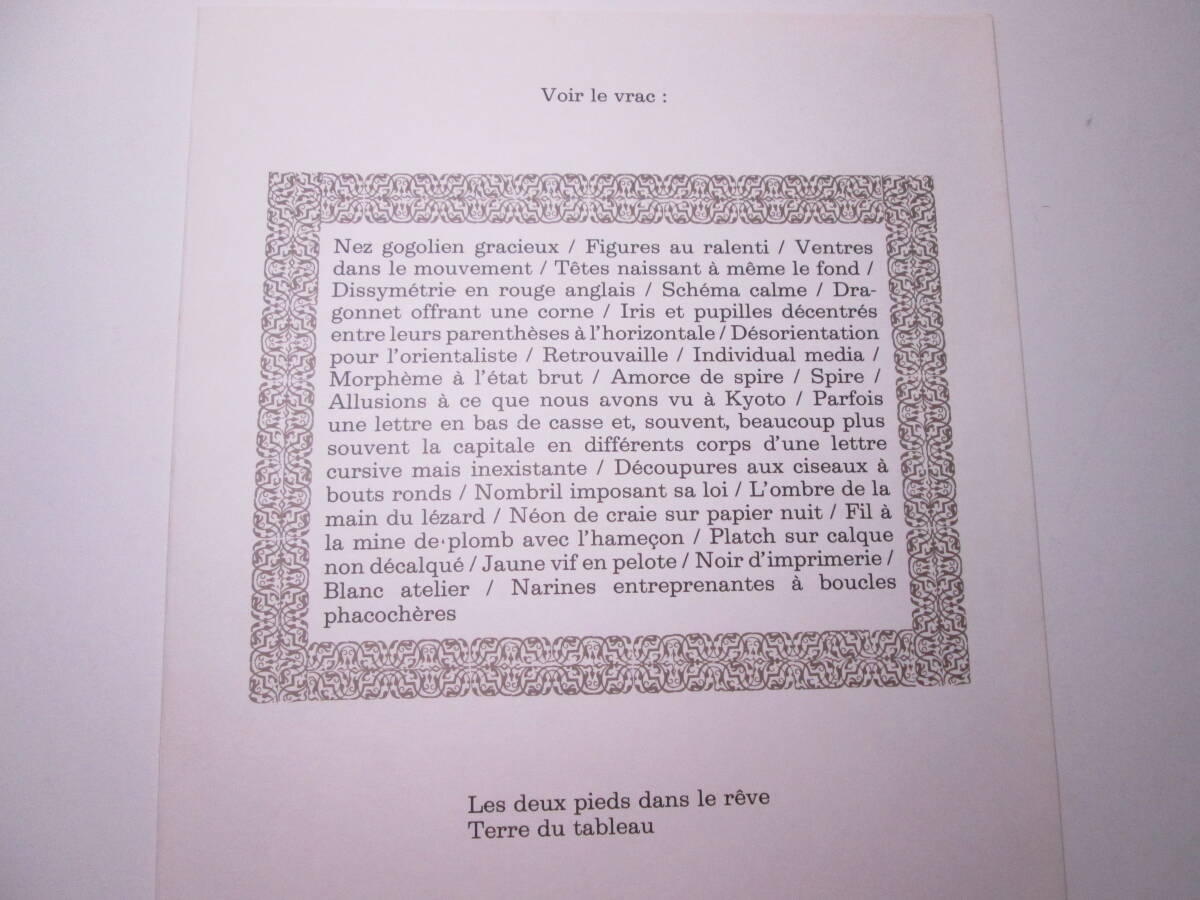 Voir le vrac :
Nez gogolien gracieux / Figures au ralenti / Ventres
dans le mouvement / Têtes naissant à même le fond /
Dissymétrie en rouge anglais / Schéma calme / Dra-
gonnet offrant une corne / Iris et pupilles décentrés
entre leurs parenthèses à l'horizontale / Désorientation
pour l'orientaliste / Retrouvaille / Individual media /
Morphème à l'état brut / Amorce de spire / Spire /
Allusions à ce que nous avons vu à Kyoto / Parfois
une lettre en bas de casse et, souvent, beaucoup plus
souvent la capitale en différents corps d'une lettre
cursive mais inexistante / Découpures aux ciseaux à
bouts ronds / Nombril imposant sa loi / L'ombre de la
main du lézard / Néon de craie sur papier nuit / Fil à
la mine de plomb avec l'hameçon / Platch sur calque
non décalqué / Jaune vif en pelote / Noir d'imprimerie /
Blanc atelier / Narines entreprenantes à boucles
phacochères
Les deux pieds dans le rêve
Terre du tableau